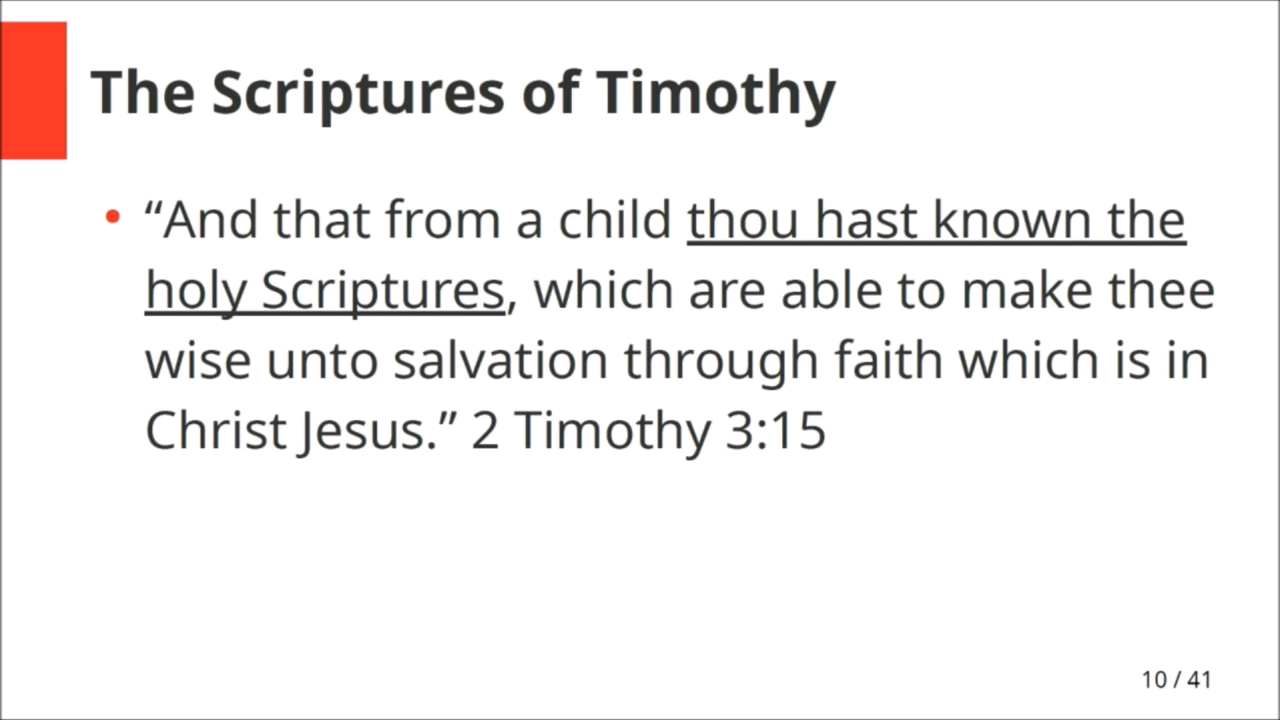 The Scriptures of Timothy
• “And that from a child thou hast known the
holy Scriptures, which are able to make thee
wise unto salvation through faith which is in
Christ Jesus.” 2 Timothy 3:15
10 / 41